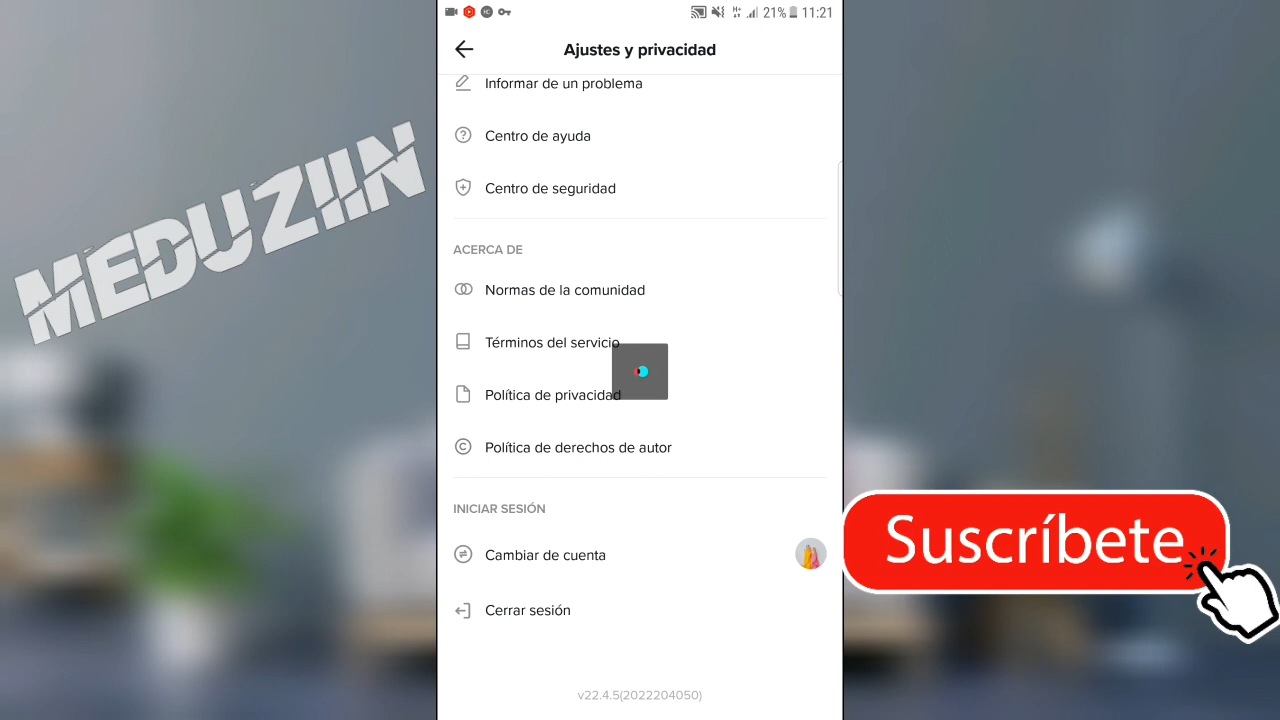 MEDUZIIN
21% 11:21
Ajustes y privacidad
Informar de un problema
Centro de ayuda
Centro de seguridad
ACERCA DE
Normas de la comunidad
Términos del servicio
Política de privacidad
Política de derechos de autor
INICIAR SESIÓN
Cambiar de cuenta
Cerrar sesión
v22.4.5(2022204050)
Suscríbete